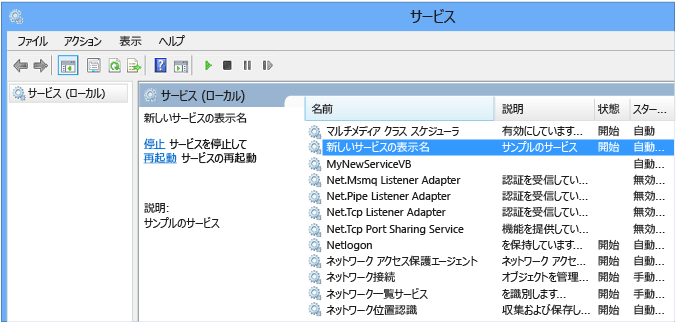 サービス
ファイル アクション 表示 ヘルプ
サービス (ローカル)
サービス (ローカル)
新しいサービスの表示名
停止 サービスを停止して
再起動 サービスの再起動
説明:
サンプルのサービス
名前 説明 状態 スター...
マルチメディア クラス スケジューラ 有効にしています... 開始 自動
新しいサービスの表示名 サンプルのサービス 開始 自動...
MyNewServiceVB 自動...
Net.Msmq Listener Adapter 認証を受信してい... 無効...
Net.Pipe Listener Adapter 認証を受信してい... 無効...
Net.Tcp Listener Adapter 認証を受信してい... 無効...
Net.Tcp Port Sharing Service 機能を提供してい... 無効...
Netlogon を保持しています... 開始 自動...
ネットワーク アクセス保護エージェント ネットワーク アクセ... 開始 自動...
ネットワーク接続 オブジェクトを管理... 開始 手動...
ネットワーク一覧サービス を識別します... 開始 手動...
ネットワーク位置認識 収集および保存し... 開始 自動...